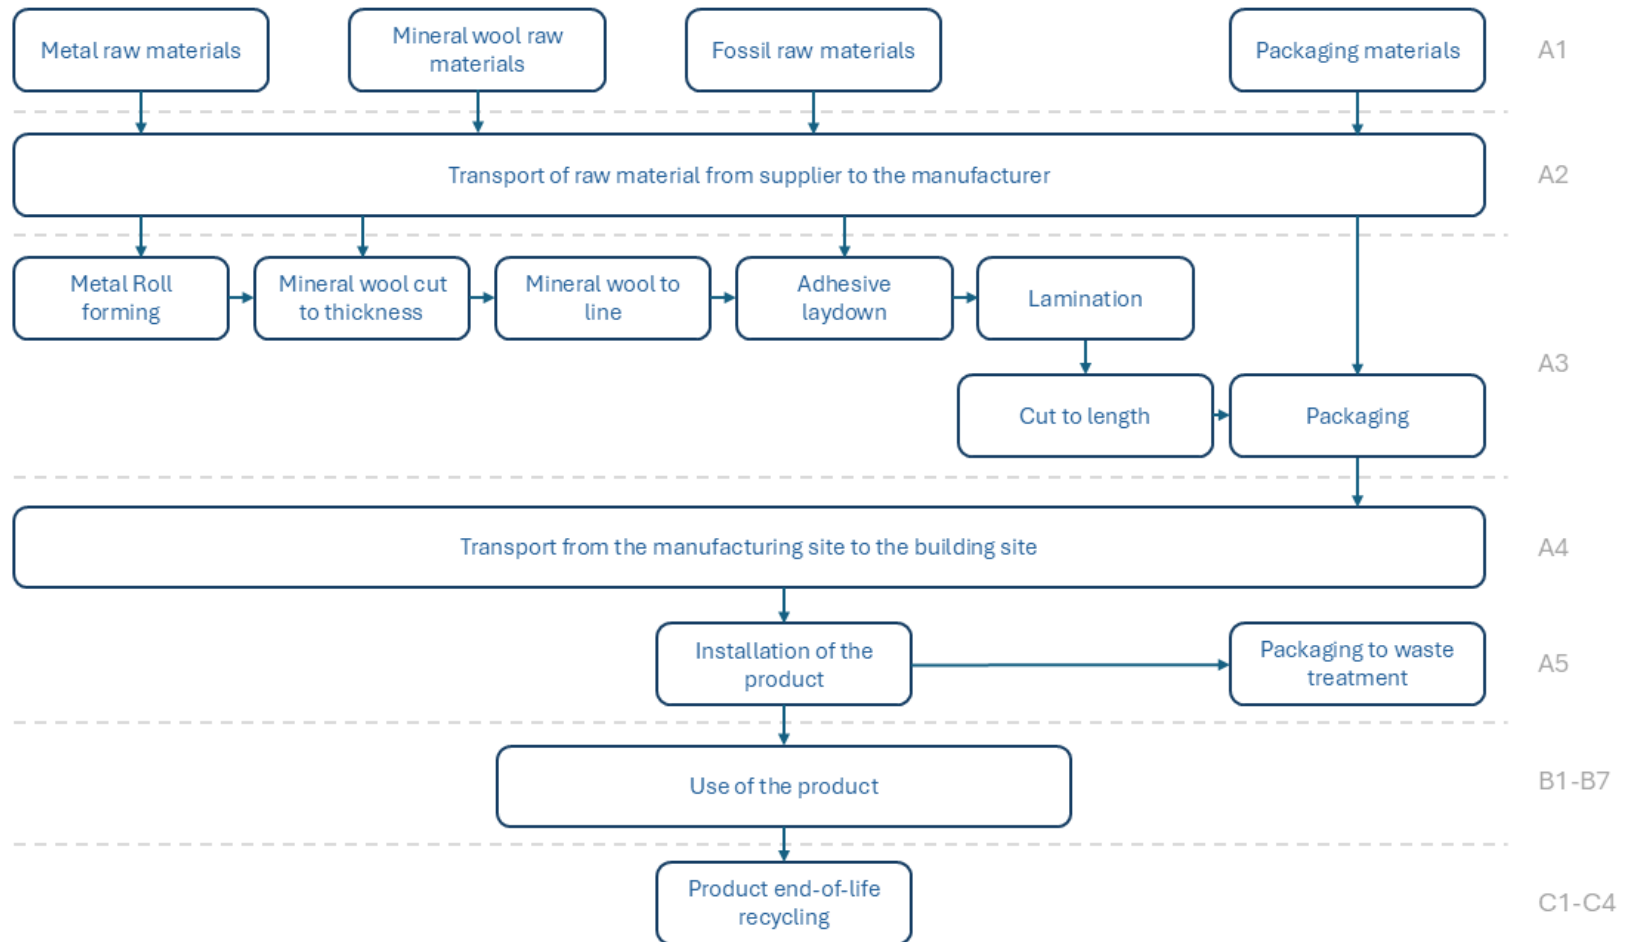 Metal raw materials
Mineral wool raw
materials
Fossil raw materials
Packaging materials
A1
Transport of raw material from supplier to the manufacturer
A2
Metal Roll
forming
Mineral wool cut
to thickness
Mineral wool to
line
Adhesive
laydown
Lamination
A3
Cut to length
Packaging
Transport from the manufacturing site to the building site
A4
Installation of the
product
Packaging to waste
treatment
A5
Use of the product
B1-B7
Product end-of-life
recycling
C1-C4